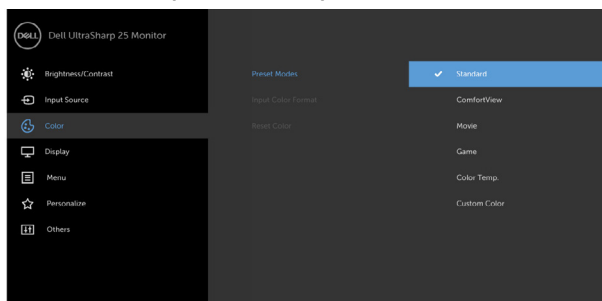 DELL Dell UltraSharp 25 Monitor
Brightness/Contrast Preset Modes Standard
Input Source Input Color Format ComfortView
Color Reset Color Movie
Display Game
Menu Color Temp.
Personalize Custom Color
Others